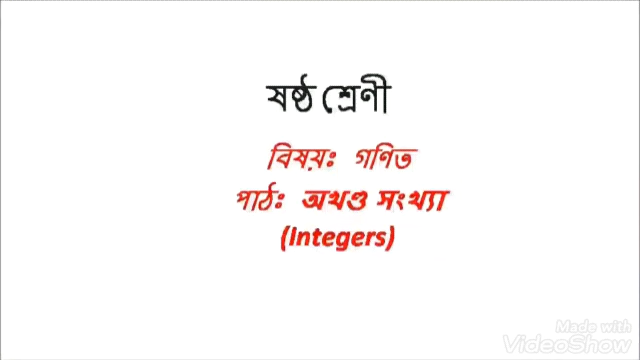 ষষ্ঠ শ্রেণী
বিষয়ঃ গণিত
পাঠঃ অখণ্ড সংখ্যা
(Integers)
Made with
VideoShow